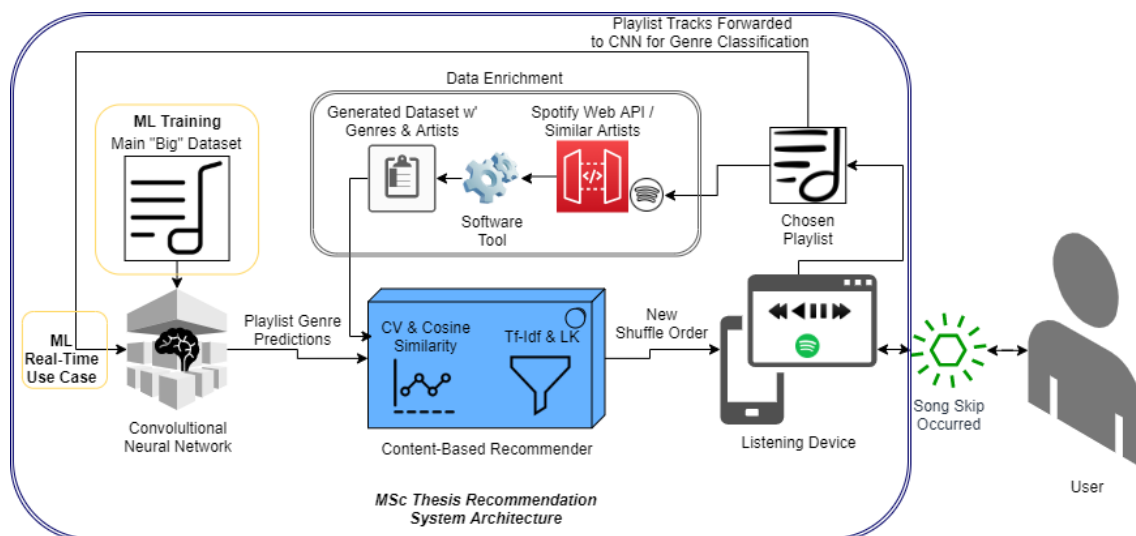 Playlist Tracks Forwarded
to CNN for Genre Classification
Data Enrichment
ML Training
Main "Big" Dataset
Generated Dataset w'
Genres & Artists
Spotify Web API /
Similar Artists
</>
Software
Tool
Chosen
Playlist
ML
Real-Time
Use Case
Playlist Genre
Predictions
CV & Cosine
Similarity
Tf-Idf & LK
New
Shuffle Order
Convolultional
Neural Network
Content-Based Recommender
Listening Device
Song Skip
Occurred
User
MSc Thesis Recommendation
System Architecture